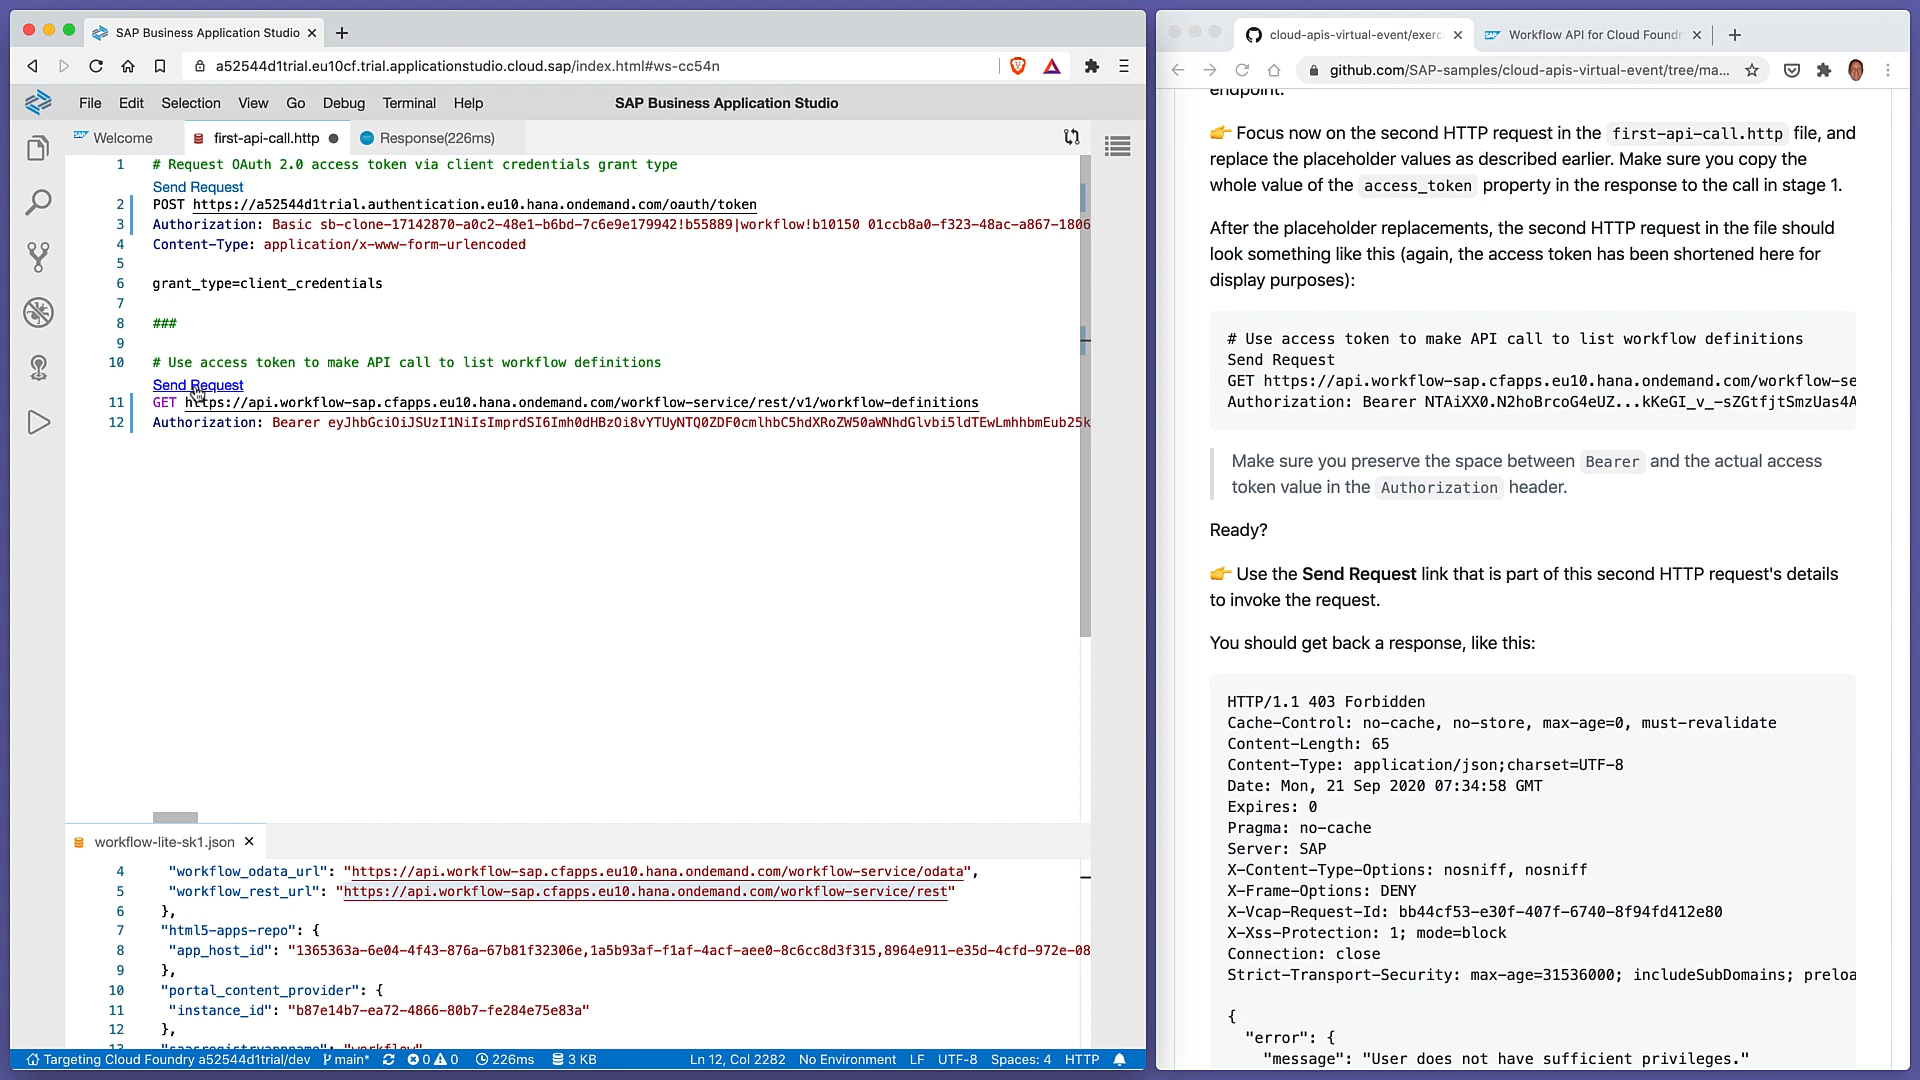 SAP Business Application Studio
a52544d1trial.eu10cf.trial.applicationstudio.cloud.sap/index.html#ws-cc54n
File Edit Selection View Go Debug Terminal Help
SAP Business Application Studio
Welcome
first-api-call.http
Response(226ms)
1 # Request OAuth 2.0 access token via client credentials grant type
Send Request
2 POST https://a52544d1trial.authentication.eu10.hana.ondemand.com/oauth/token
3 Authorization: Basic sb-clone-17142870-a0c2-48e1-b6bd-7c6e9e179942!b55889|workflow!b10150 01ccb8a0-f323-48ac-a867-1806
4 Content-Type: application/x-www-form-urlencoded
5
6 grant_type=client_credentials
7
8 ###
9
10 # Use access token to make API call to list workflow definitions
Send Request
11 GET https://api.workflow-sap.cfapps.eu10.hana.ondemand.com/workflow-service/rest/v1/workflow-definitions
12 Authorization: Bearer eyJhbGciOiJSUzI1NiIsImprdSI6Imh0dHBzOi8vYTUyNTQ0ZDF0cmlhbC5hdXRoZW50aWNhdGlvbi5ldTEwLmhhbmEub25k
workflow-lite-sk1.json
4 "workflow_odata_url": "https://api.workflow-sap.cfapps.eu10.hana.ondemand.com/workflow-service/odata",
5 "workflow_rest_url": "https://api.workflow-sap.cfapps.eu10.hana.ondemand.com/workflow-service/rest"
6 },
7 "html5-apps-repo": {
8 "app_host_id": "1365363a-6e04-4f43-876a-67b81f32306e,1a5b93af-f1af-4acf-aee0-8c6cc8d3f315,8964e911-e35d-4cfd-972e-08
9 },
10 "portal_content_provider": {
11 "instance_id": "b87e14b7-ea72-4866-80b7-fe284e75e83a"
12 },
Targeting Cloud Foundry a52544d1trial/dev main* 0 0 226ms 3 KB Ln 12, Col 2282 No Environment LF UTF-8 Spaces: 4 HTTP
cloud-apis-virtual-event/exerc
Workflow API for Cloud Foundr
github.com/SAP-samples/cloud-apis-virtual-event/tree/ma...
endpoint.
👉 Focus now on the second HTTP request in the first-api-call.http file, and
replace the placeholder values as described earlier. Make sure you copy the
whole value of the access_token property in the response to the call in stage 1.
After the placeholder replacements, the second HTTP request in the file should
look something like this (again, the access token has been shortened here for
display purposes):
# Use access token to make API call to list workflow definitions
Send Request
GET https://api.workflow-sap.cfapps.eu10.hana.ondemand.com/workflow-se
Authorization: Bearer NTAiXX0.N2hoBrcoG4eUZ...kKeGI_v_-sZGtfjtSmzUas4A
Make sure you preserve the space between Bearer and the actual access
token value in the Authorization header.
Ready?
👉 Use the Send Request link that is part of this second HTTP request's details
to invoke the request.
You should get back a response, like this:
HTTP/1.1 403 Forbidden
Cache-Control: no-cache, no-store, max-age=0, must-revalidate
Content-Length: 65
Content-Type: application/json;charset=UTF-8
Date: Mon, 21 Sep 2020 07:34:58 GMT
Expires: 0
Pragma: no-cache
Server: SAP
X-Content-Type-Options: nosniff, nosniff
X-Frame-Options: DENY
X-Vcap-Request-Id: bb44cf53-e30f-407f-6740-8f94fd412e80
X-Xss-Protection: 1; mode=block
Connection: close
Strict-Transport-Security: max-age=31536000; includeSubDomains; preloa
{
"error": {
"message": "User does not have sufficient privileges."